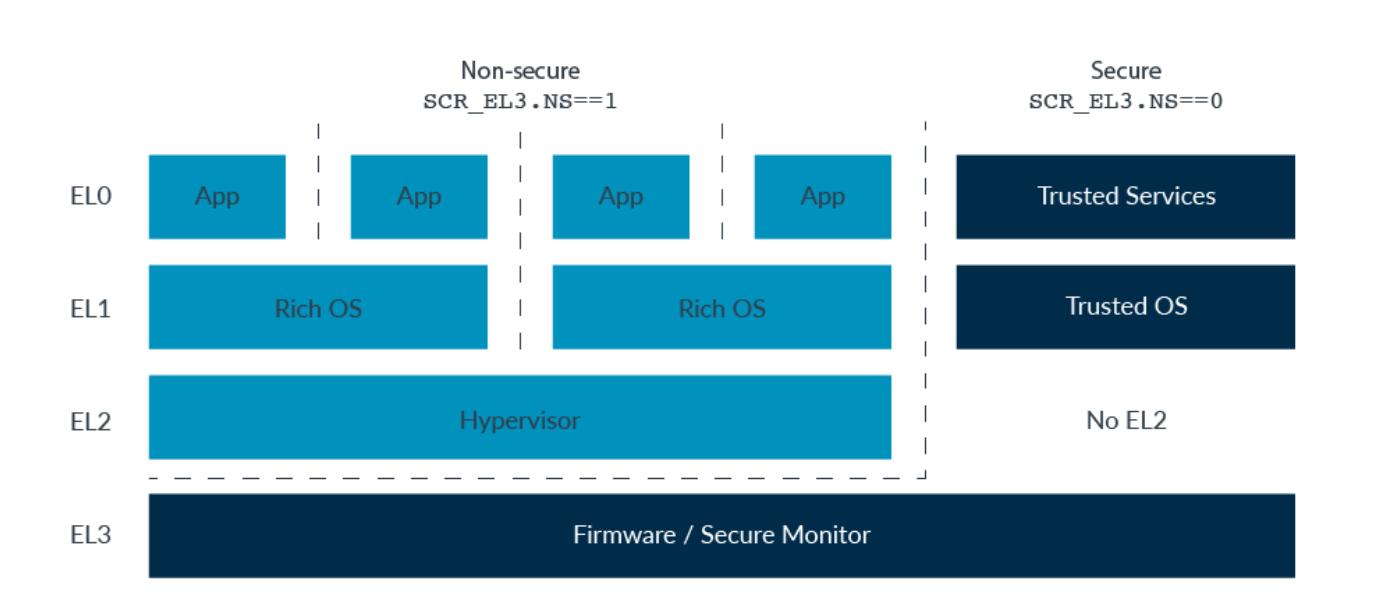 Non-secure
SCR_EL3.NS==1
Secure
SCR_EL3.NS==0
EL0
App
App
App
App
Trusted Services
EL1
Rich OS
Rich OS
Trusted OS
EL2
Hypervisor
No EL2
EL3
Firmware / Secure Monitor